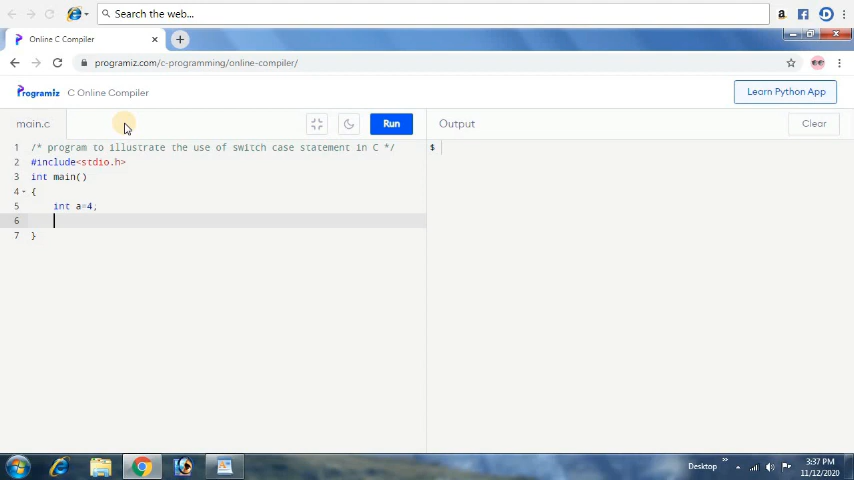 Search the web...
Online C Compiler
programiz.com/c-programming/online-compiler/
Programiz C Online Compiler
Learn Python App
main.c
Run
Output
Clear
1 /* program to illustrate the use of switch case statement in C */
2 #include<stdio.h>
3 int main()
4 {
5 int a=4;
6
7 }
$
Desktop
3:37 PM
11/12/2020